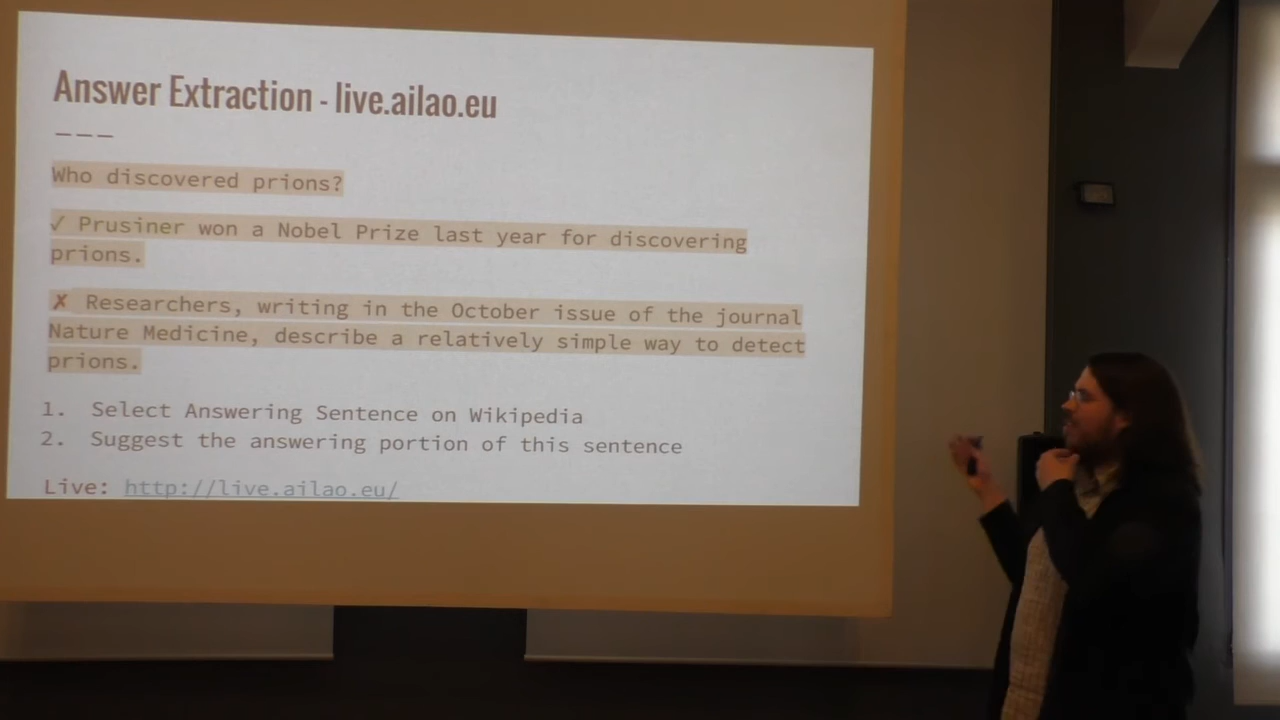 Answer Extraction - live.ailao.eu
———
Who discovered prions?
✓ Prusiner won a Nobel Prize last year for discovering
prions.
✗ Researchers, writing in the October issue of the journal
Nature Medicine, describe a relatively simple way to detect
prions.
1. Select Answering Sentence on Wikipedia
2. Suggest the answering portion of this sentence
Live: http://live.ailao.eu/